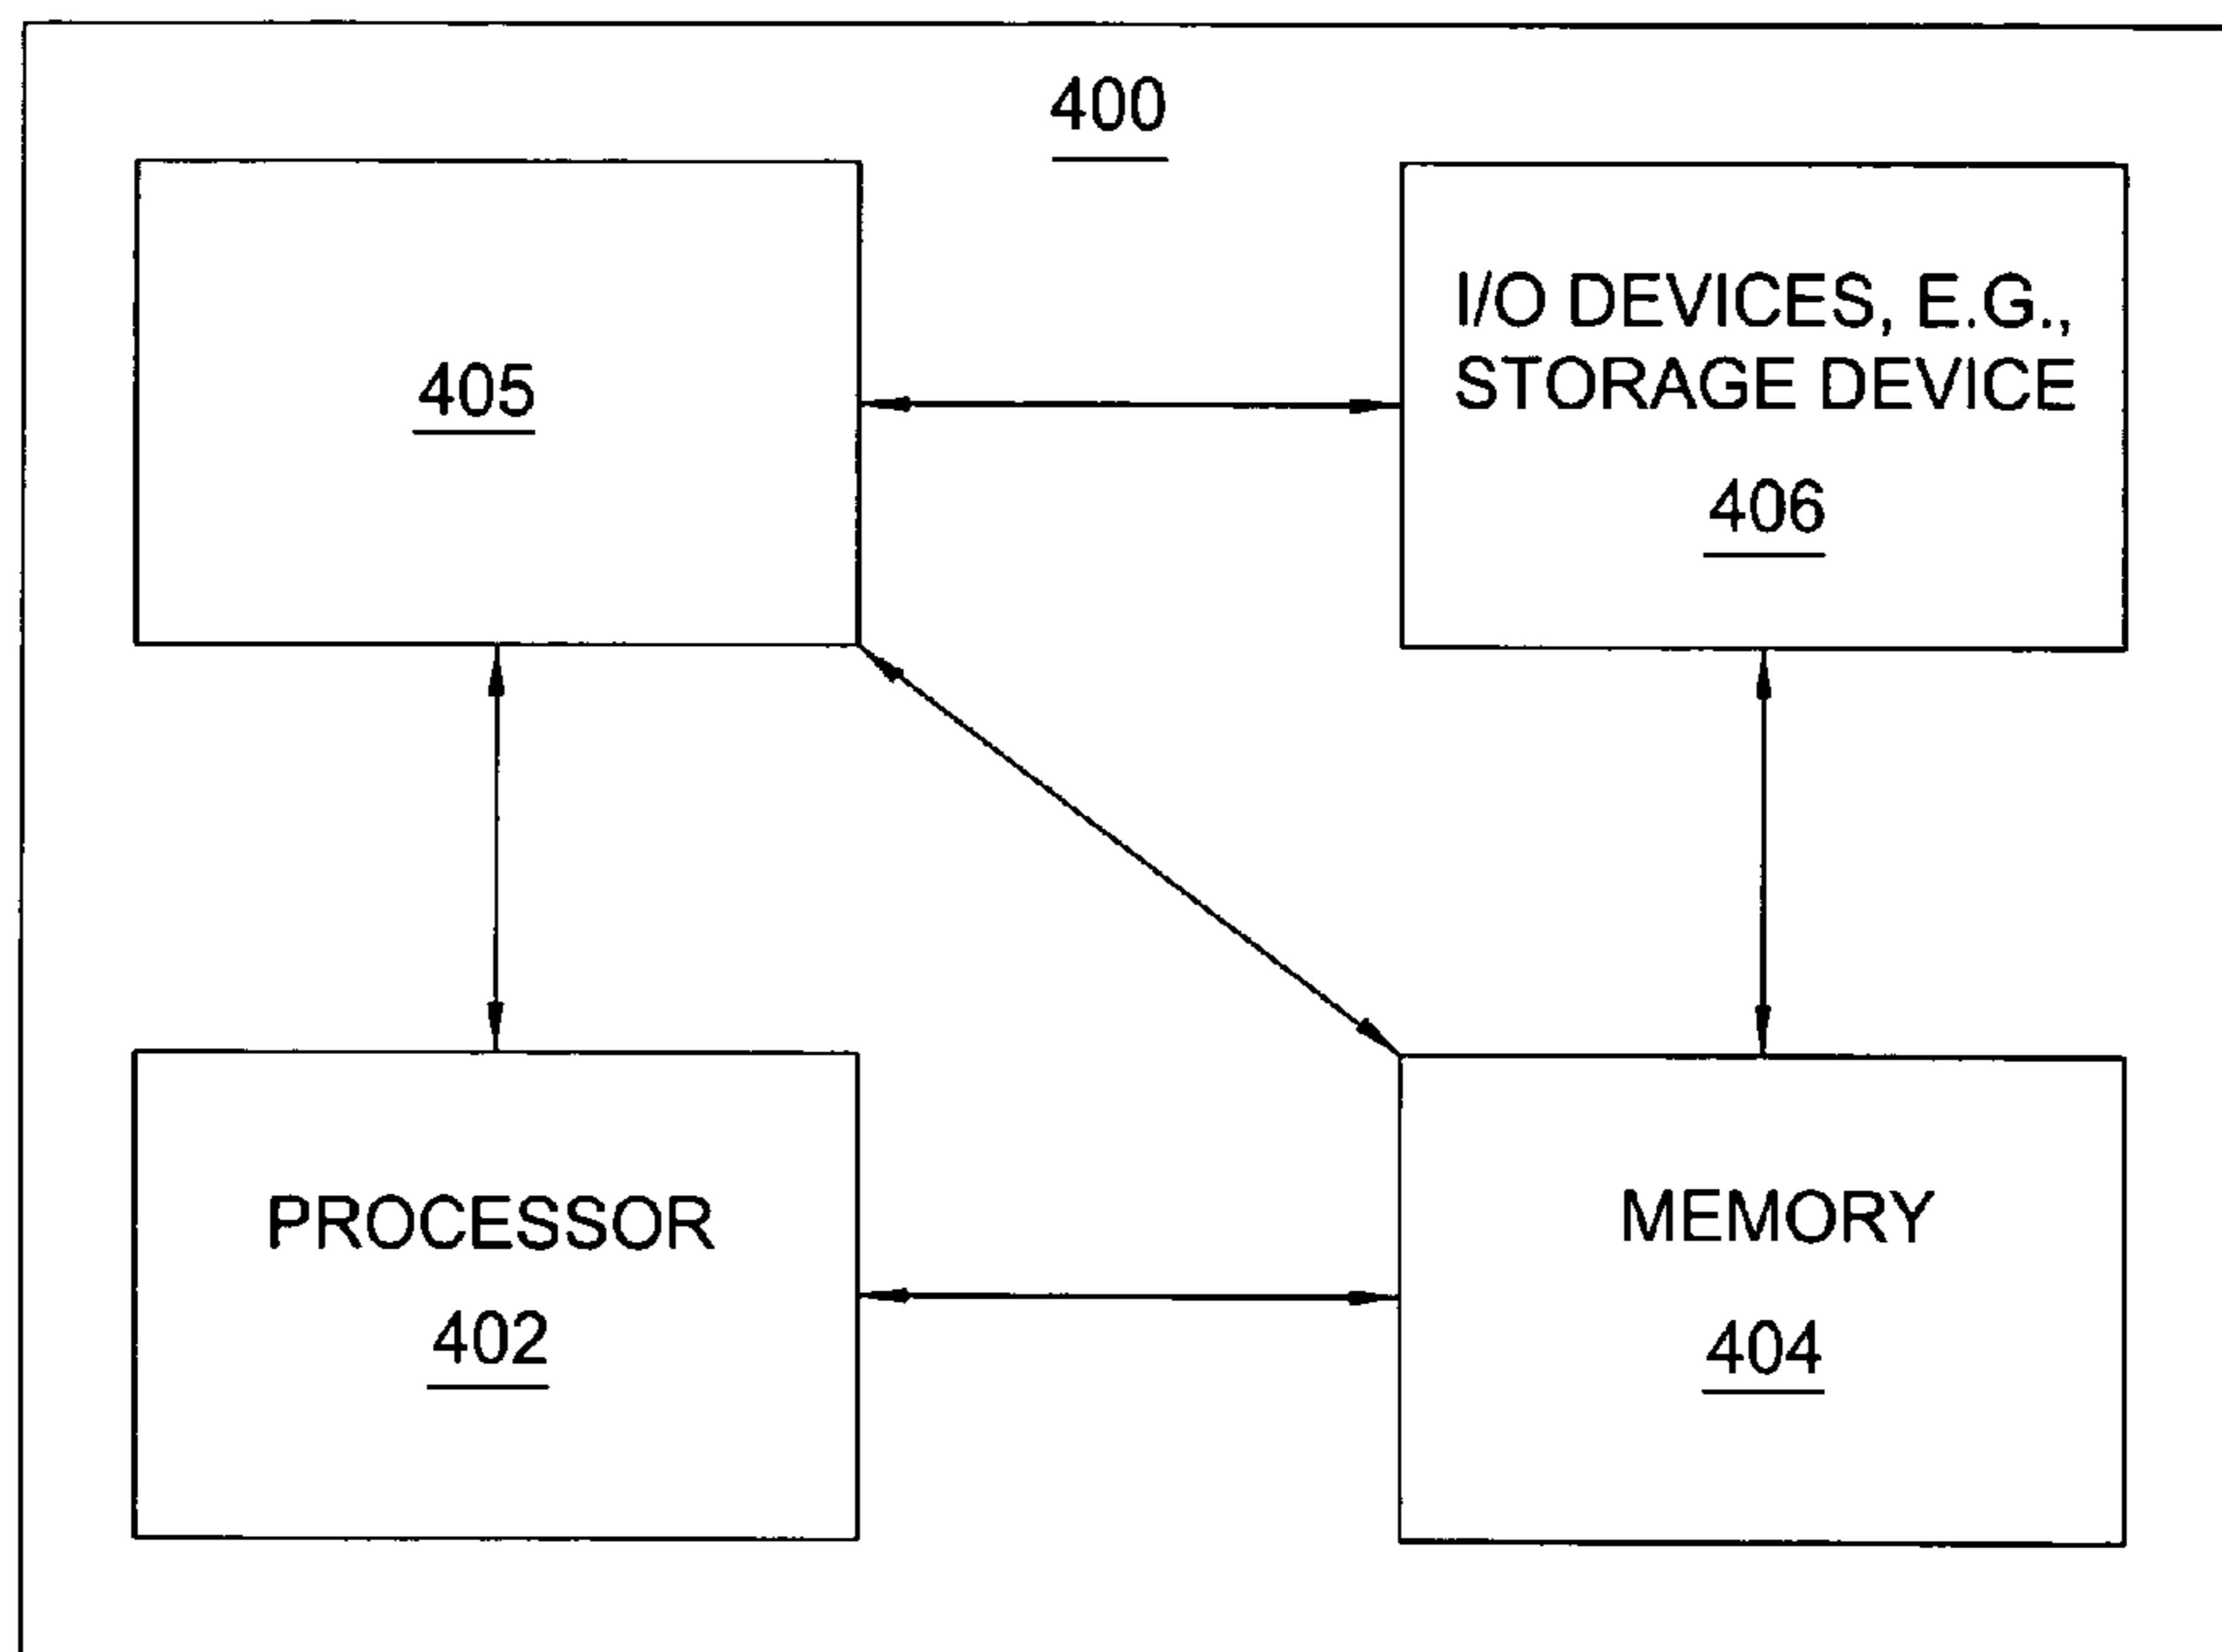 400
405
I/O DEVICES, E.G.,
STORAGE DEVICE
406
PROCESSOR
402
MEMORY
404